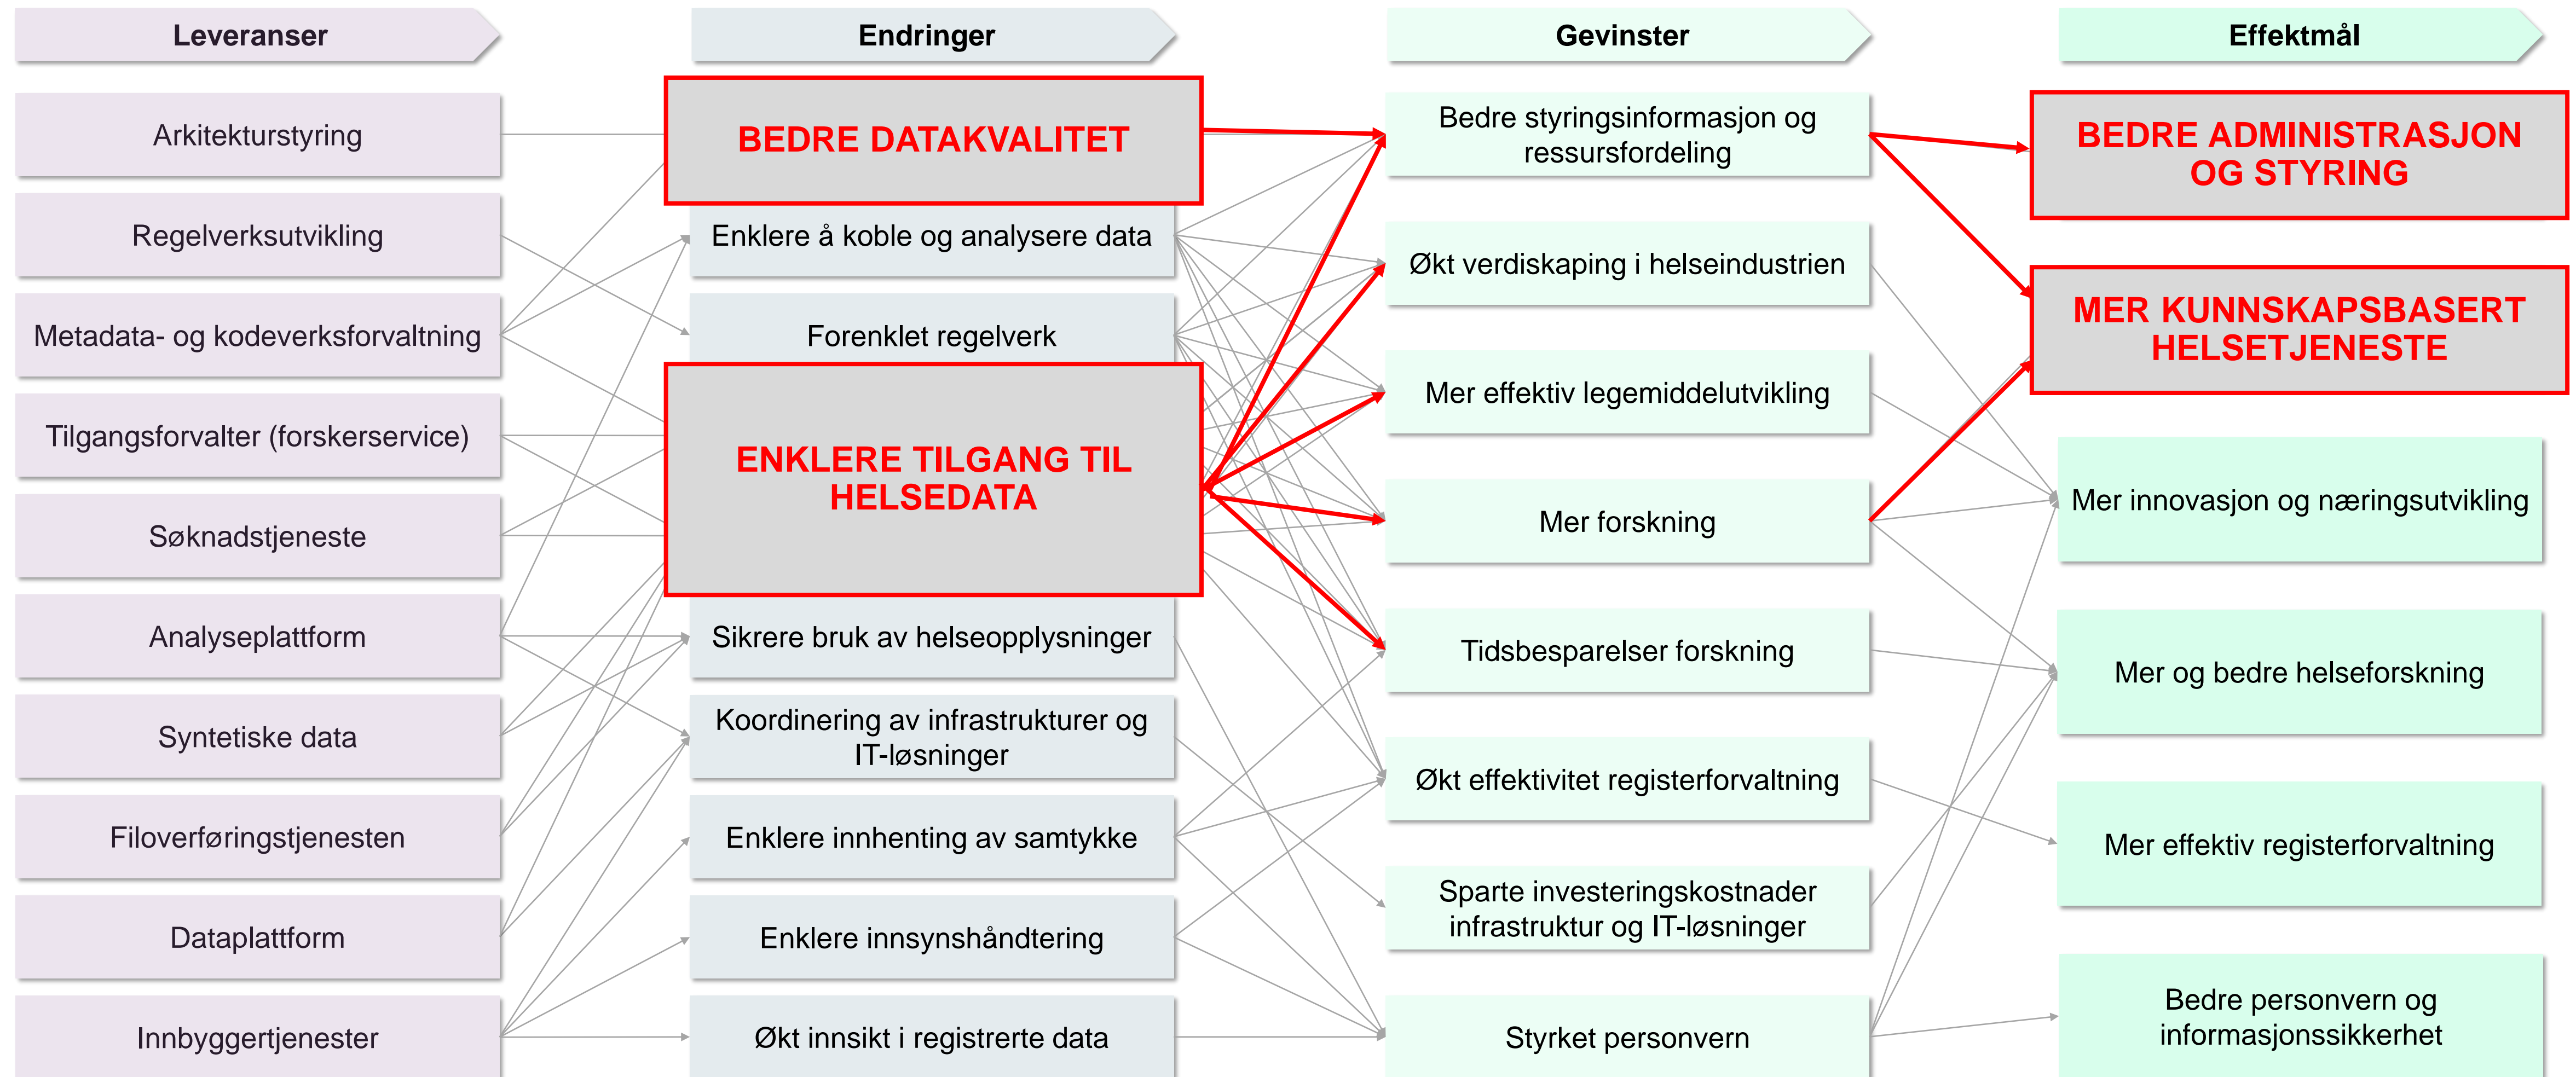 Leveranser
Endringer
Gevinster
Effektmål
Arkitekturstyring
Regelverksutvikling
Metadata- og kodeverksforvaltning
Tilgangsforvalter (forskerservice)
Søknadstjeneste
Analyseplattform
Syntetiske data
Filoverføringstjenesten
Dataplattform
Innbyggertjenester
BEDRE DATAKVALITET
Enklere å koble og analysere data
Forenklet regelverk
ENKLERE TILGANG TIL
HELSEDATA
Sikrere bruk av helseopplysninger
Koordinering av infrastrukturer og
IT-løsninger
Enklere innhenting av samtykke
Enklere innsynshåndtering
Økt innsikt i registrerte data
Bedre styringsinformasjon og
ressursfordeling
Økt verdiskaping i helseindustrien
Mer effektiv legemiddelutvikling
Mer forskning
Tidsbesparelser forskning
Økt effektivitet registerforvaltning
Sparte investeringskostnader
infrastruktur og IT-løsninger
Styrket personvern
BEDRE ADMINISTRASJON
OG STYRING
MER KUNNSKAPSBASERT
HELSETJENESTE
Mer innovasjon og næringsutvikling
Mer og bedre helseforskning
Mer effektiv registerforvaltning
Bedre personvern og
informasjonssikkerhet